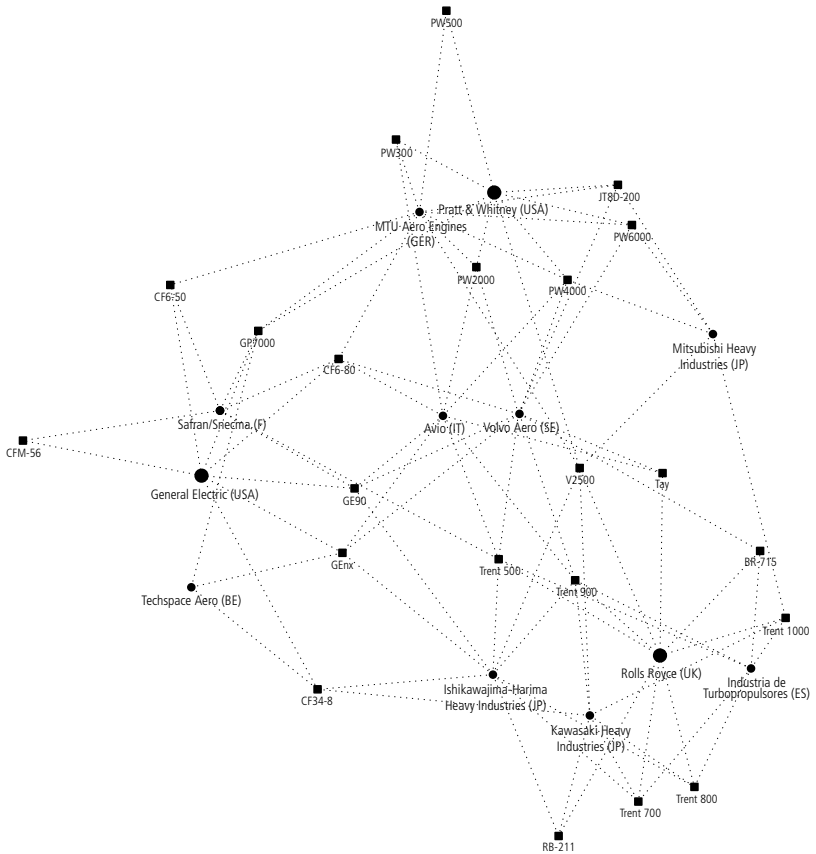 PW500
PW300
JT8D-200
Pratt & Whitney (USA)
MTU Aero Engines
(GER)
PW6000
PW2000
PW4000
CF6-50
GP7000
CF6-80
Mitsubishi Heavy
Industries (JP)
Safran/Snecma (F)
Avio (IT)
Volvo Aero (SE)
CFM-56
General Electric (USA)
GE90
V2500
Tay
GEnx
Trent 500
BR-715
Techspace Aero (BE)
Trent 900
Trent 1000
Rolls Royce (UK)
Industria de
Turbopropulsores (ES)
CF34-8
Ishikawajima-Harima
Heavy Industries (JP)
Kawasaki Heavy
Industries (JP)
Trent 800
Trent 700
RB-211